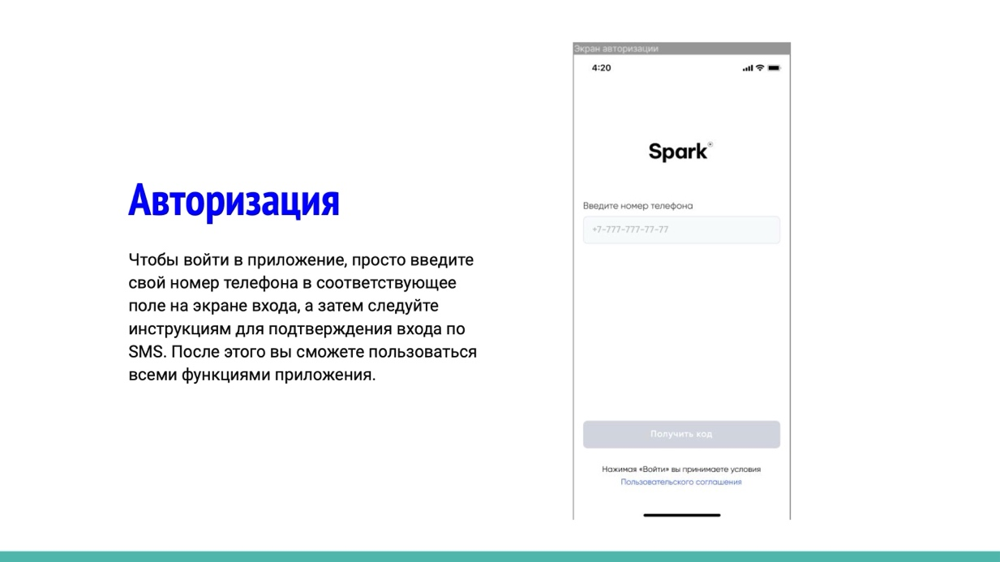 Авторизация
Чтобы войти в приложение, просто введите
свой номер телефона в соответствующее
поле на экране входа, а затем следуйте
инструкциям для подтверждения входа по
SMS. После этого вы сможете пользоваться
всеми функциями приложения.
Экран авторизации
4:20
Spark
Введите номер телефона
+7-777-777-77-77
Получить код
Нажимая «Войти» вы принимаете условия
Пользовательского соглашения